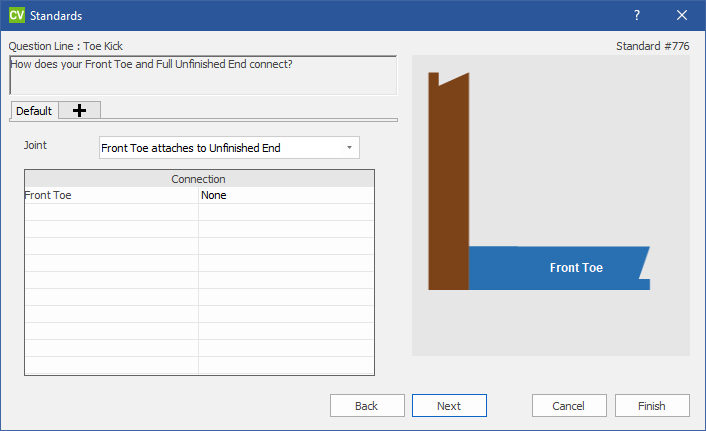 CV Standards ?
Question Line : Toe Kick Standard #776
How does your Front Toe and Full Unfinished End connect?
Default
Joint Front Toe attaches to Unfinished End
Connection
Front Toe None
Front Toe
Back Next Cancel Finish